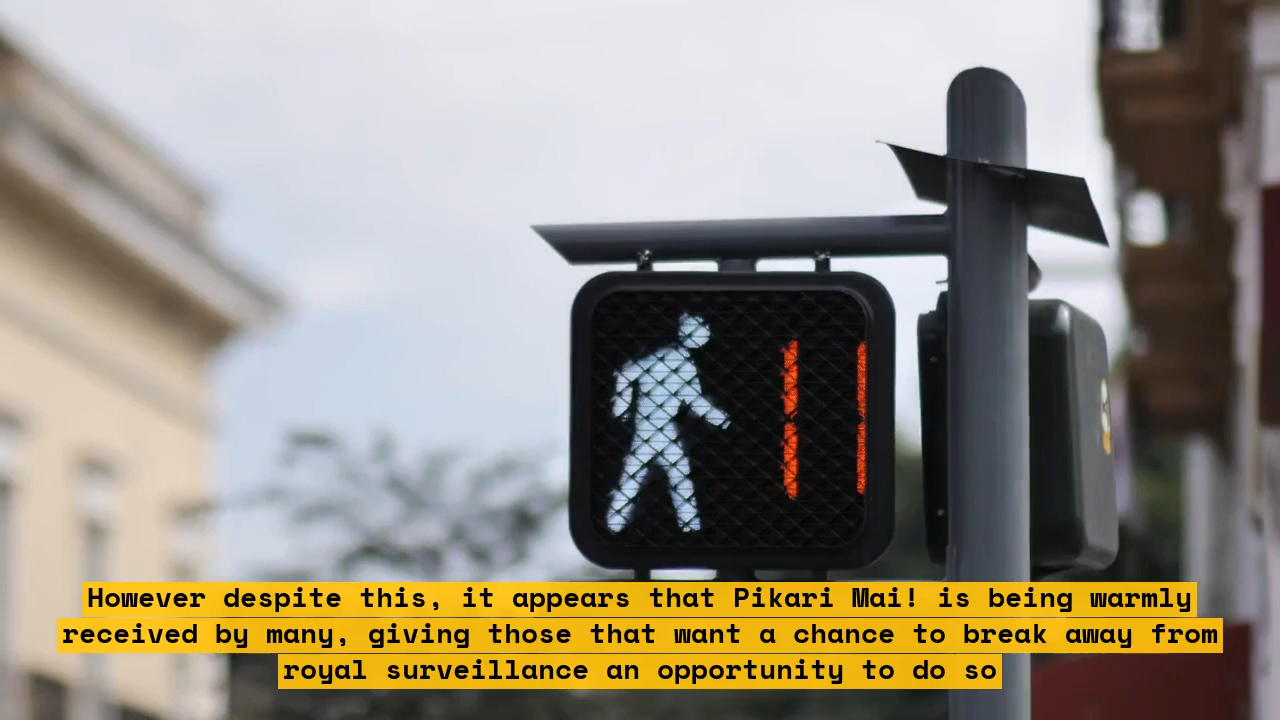 11
However despite this, it appears that Pikari Mai! is being warmly
received by many, giving those that want a chance to break away from
royal surveillance an opportunity to do so